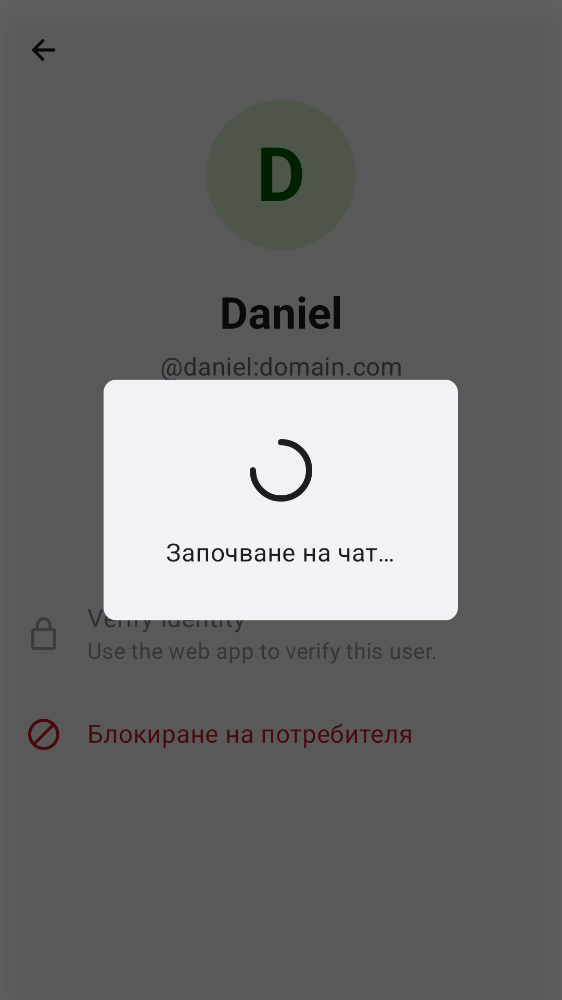 D
Daniel
@daniel:domain.com
Започване на чат…
Verify identity
Use the web app to verify this user.
Блокиране на потребителя